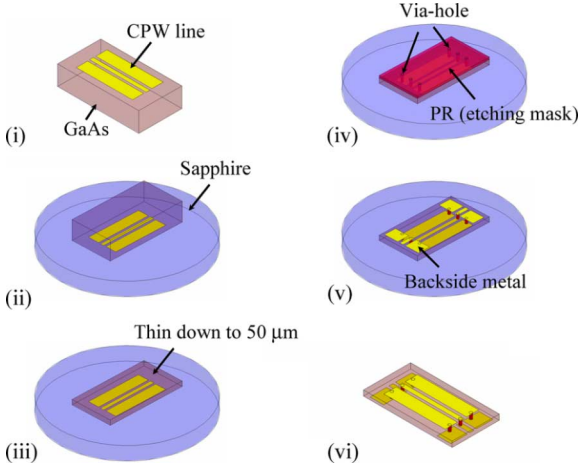 CPW line
GaAs
(i)
Sapphire
(ii)
Thin down to 50 μm
(iii)
Via-hole
PR (etching mask)
(iv)
Backside metal
(v)
(vi)